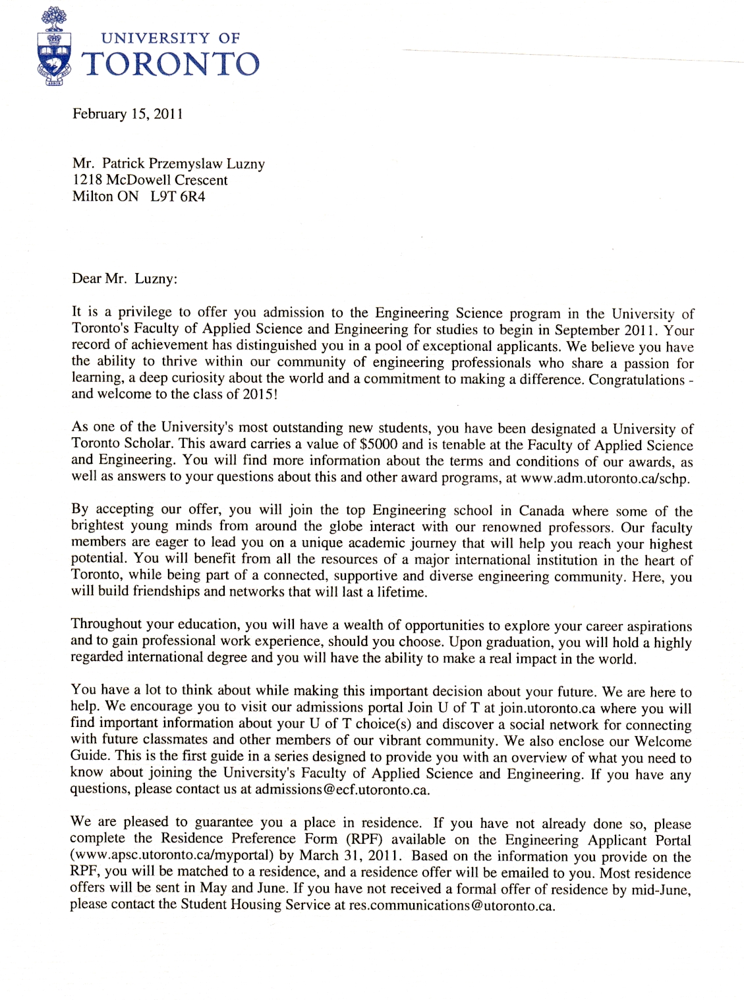 UNIVERSITY OF
TORONTO
February 15, 2011
Mr.  Patrick Przemyslaw Luzny
1218 McDowell Crescent
Milton ON   L9T 6R4
Dear Mr.  Luzny:
It is a privilege to offer you admission to the Engineering Science program in the University of
Toronto's Faculty of Applied Science and Engineering for studies to begin in September 2011. Your
record of achievement has distinguished you in a pool of exceptional applicants. We believe you have
the ability to thrive within our community of engineering professionals who share a passion for
learning, a deep curiosity about the world and a commitment to making a difference. Congratulations -
and welcome to the class of 2015!
As one of the University's most outstanding new students, you have been designated a University of
Toronto Scholar. This award carries a value of $5000 and is tenable at the Faculty of Applied Science
and Engineering. You will find more information about the terms and conditions of our awards, as
well as answers to your questions about this and other award programs, at www.adm.utoronto.ca/schp.
By accepting our offer, you will join the top Engineering school in Canada where some of the
brightest young minds from around the globe interact with our renowned professors. Our faculty
members are eager to lead you on a unique academic journey that will help you reach your highest
potential. You will benefit from all the resources of a major international institution in the heart of
Toronto, while being part of a connected, supportive and diverse engineering community. Here, you
will build friendships and networks that will last a lifetime.
Throughout your education, you will have a wealth of opportunities to explore your career aspirations
and to gain professional work experience, should you choose. Upon graduation, you will hold a highly
regarded international degree and you will have the ability to make a real impact in the world.
You have a lot to think about while making this important decision about your future. We are here to
help. We encourage you to visit our admissions portal Join U of T at join.utoronto.ca where you will
find important information about your U of T choice(s) and discover a social network for connecting
with future classmates and other members of our vibrant community. We also enclose our Welcome
Guide. This is the first guide in a series designed to provide you with an overview of what you need to
know about joining the University's Faculty of Applied Science and Engineering. If you have any
questions, please contact us at admissions@ecf.utoronto.ca.
We are pleased to guarantee you a place in residence.  If you have not already done so, please
complete the Residence Preference Form (RPF) available on the Engineering Applicant Portal
(www.apsc.utoronto.ca/myportal) by March 31, 2011.  Based on the information you provide on the
RPF, you will be matched to a residence, and a residence offer will be emailed to you. Most residence
offers will be sent in May and June. If you have not received a formal offer of residence by mid-June,
please contact the Student Housing Service at res.communications@utoronto.ca.